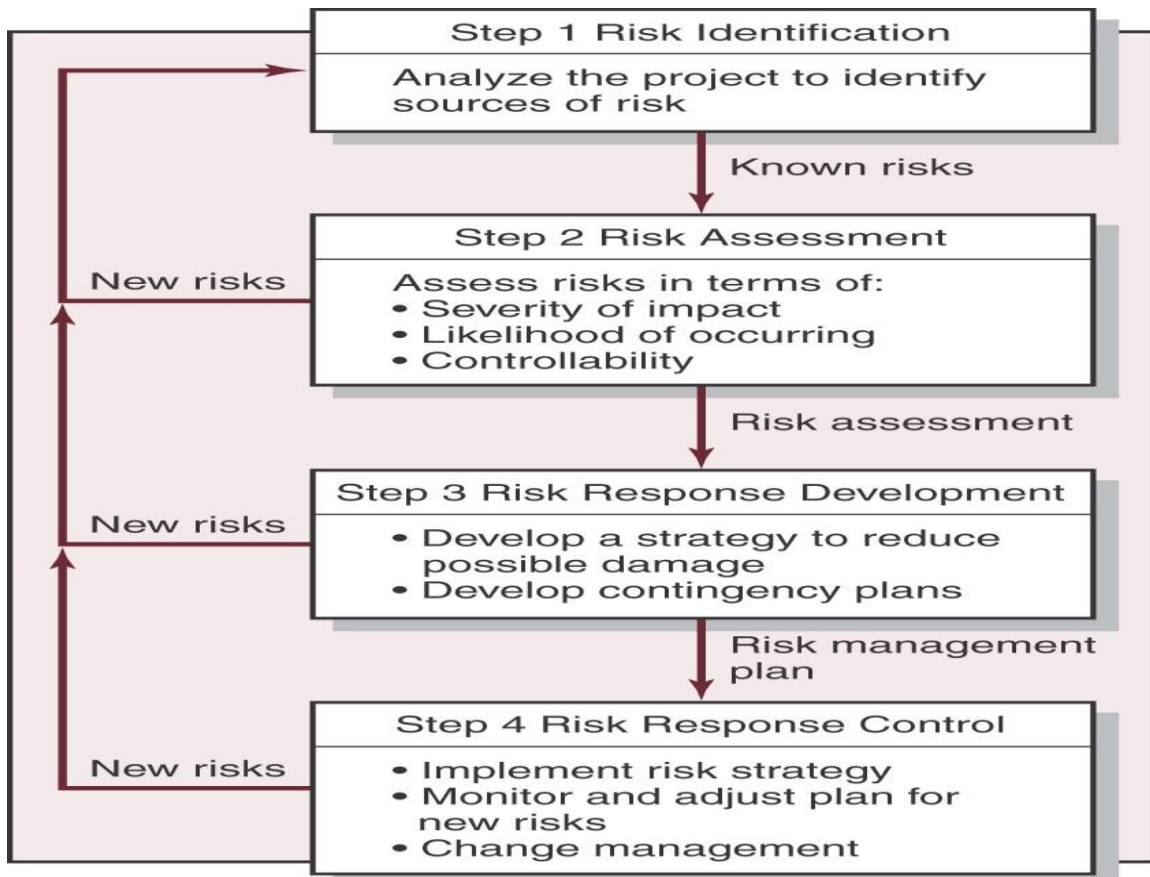 Step 1 Risk Identification
Analyze the project to identify
sources of risk
Known risks
Step 2 Risk Assessment
New risks
Assess risks in terms of:
• Severity of impact
• Likelihood of occurring
• Controllability
Risk assessment
Step 3 Risk Response Development
New risks
• Develop a strategy to reduce
possible damage
• Develop contingency plans
Risk management
plan
Step 4 Risk Response Control
New risks
• Implement risk strategy
• Monitor and adjust plan for
new risks
• Change management